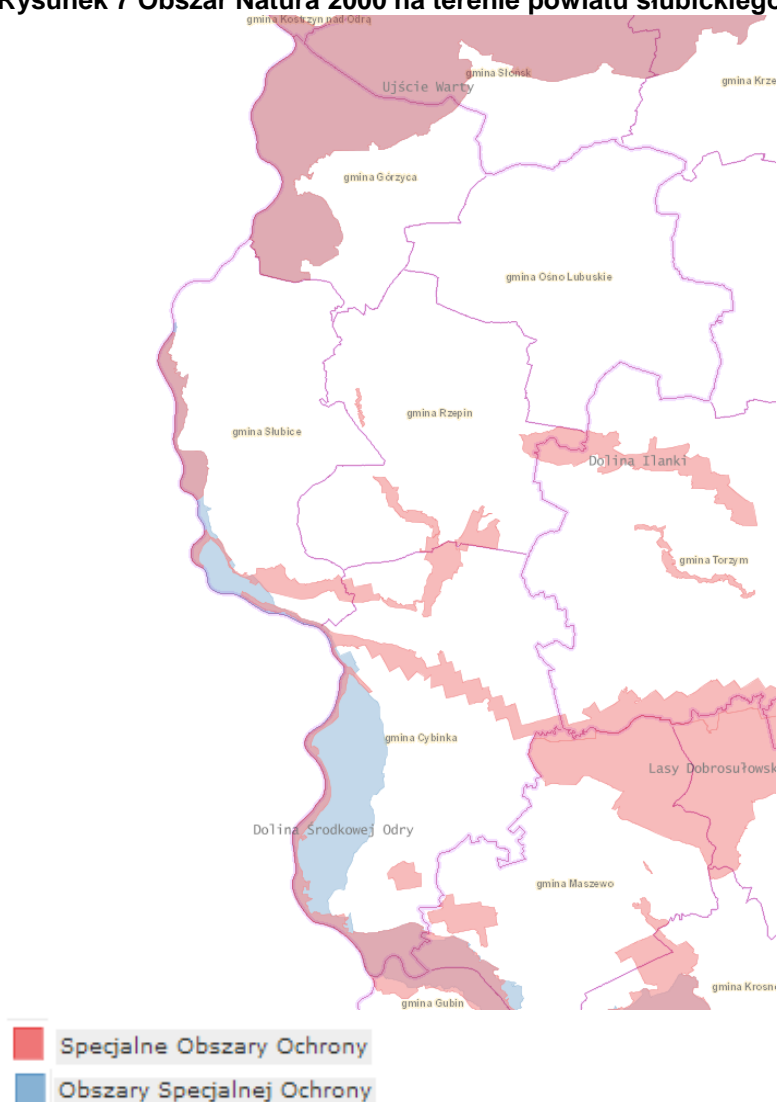 Rysunek 7 Obszar Natura 2000 na terenie powiatu słubickiego
gmina Kostrzyn nad Odrą
gmina Słońsk
Ujście Warty
gmina Krze
gmina Górzyca
gmina Ośno Lubuskie
gmina Rzepin
gmina Słubice
Dolina Ilanki
gmina Torzym
gmina Cybinka
Lasy Dobrosułowsk
Dolina Środkowej Odry
gmina Maszewo
gmina Krosn
gmina Gubin
Specjalne Obszary Ochrony
Obszary Specjalnej Ochrony